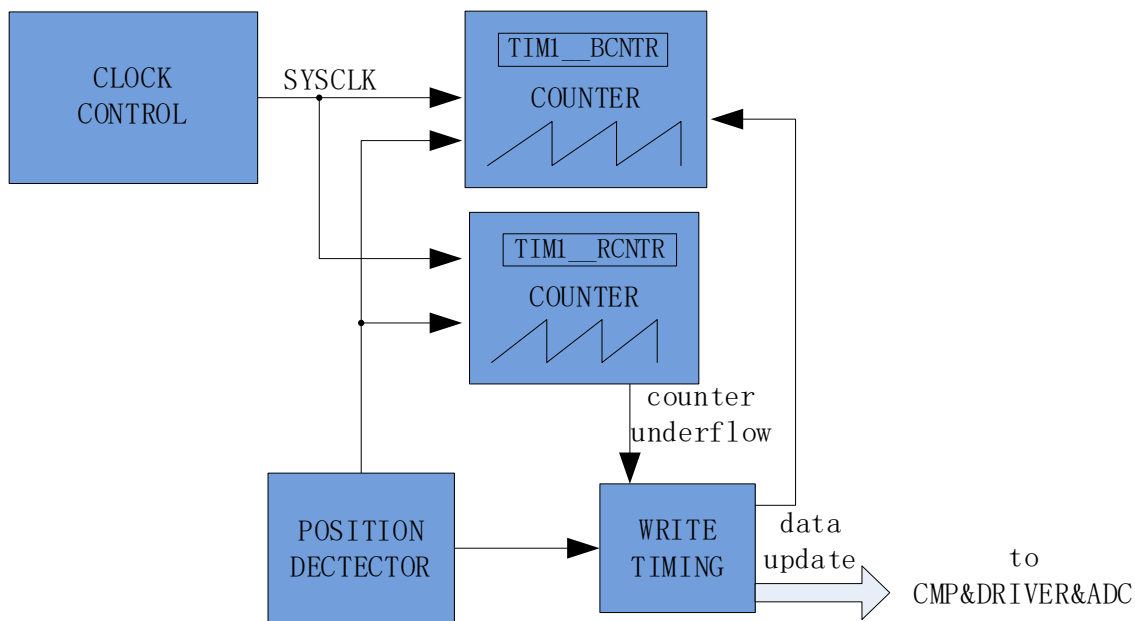 CLOCK
CONTROL
SYSCLK
TIM1__BCNTR
COUNTER
TIM1__RCNTR
COUNTER
counter
underflow
POSITION
DECTECTOR
WRITE
TIMING
data
update
to
CMP&DRIVER&ADC